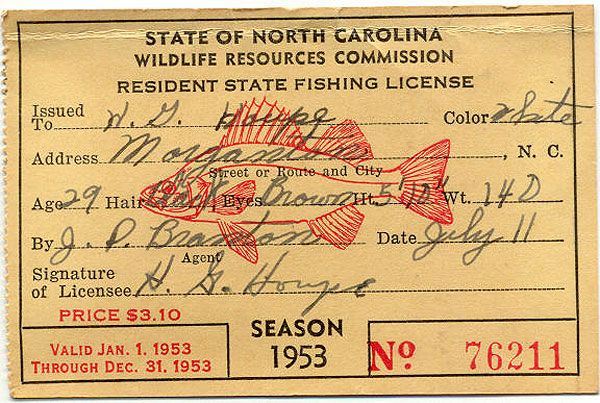 STATE OF NORTH CAROLINA
WILDLIFE RESOURCES COMMISSION
RESIDENT STATE FISHING LICENSE
Issued To H. G. Houpe Color White
Address Morganton, N. C.
Street or Route and City
Age 29 Hair Black Eyes Brown Ht. 5'10" Wt. 140
By J. P. Branton Date July 11
Agent
Signature of Licensee H. G. Houpe
PRICE $3.10
VALID JAN. 1. 1953
THROUGH DEC. 31, 1953
SEASON
1953
No 76211